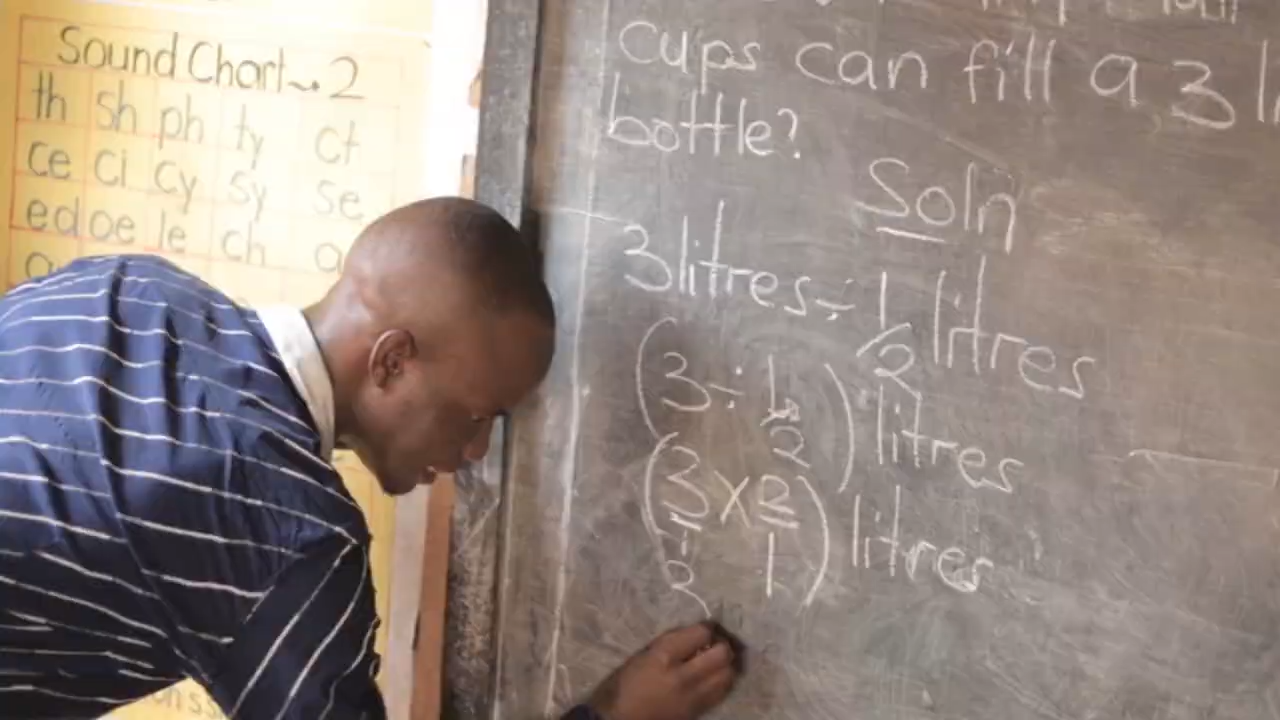 Sound Chart~.2
th sh ph ty ct
ce ci cy sy se
ed oe le ch a
cups can fill a 3 li
bottle?
Soln
3 litres ÷ 1/2 litres
(3 ÷ 1/2) litres
(3/1 × 2/1) litres